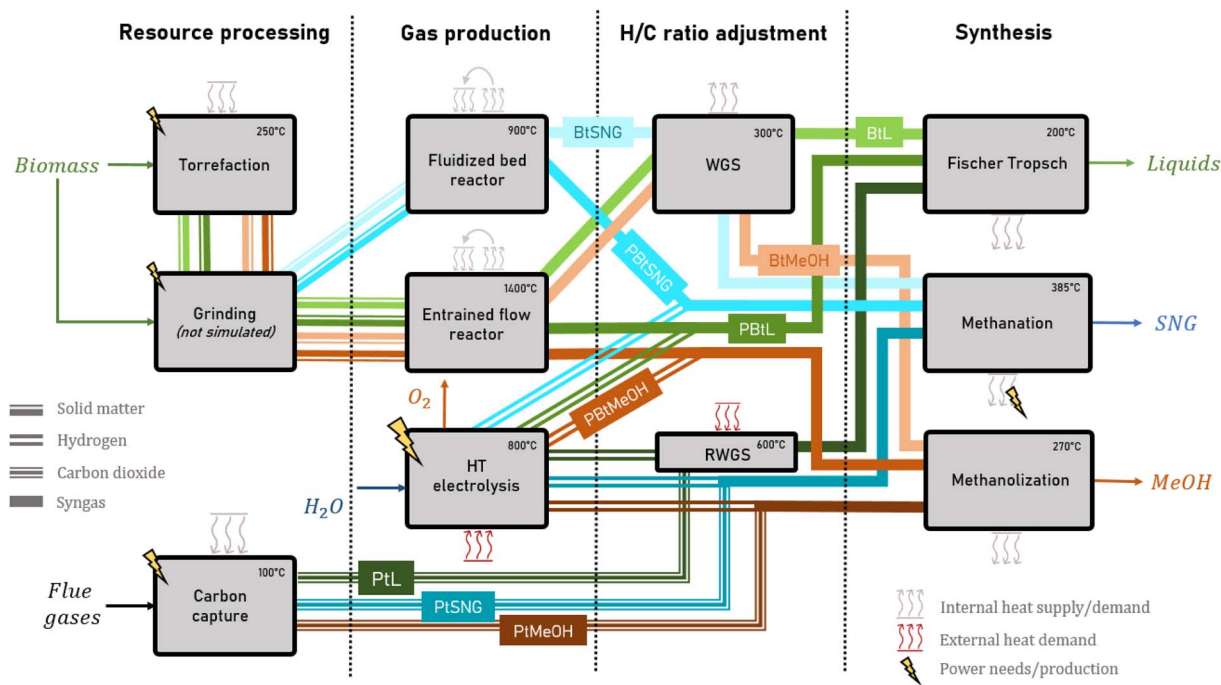 Resource processing
Gas production
H/C ratio adjustment
Synthesis
250°C
Torrefaction
900°C
Fluidized bed
reactor
BtSNG
300°C
WGS
BtL
200°C
Fischer Tropsch
Biomass
Liquids
Grinding
(not simulated)
1400°C
Entrained flow
reactor
PBtSNG
BtMeOH
385°C
Methanation
SNG
PBtL
O2
PBtMeOH
Solid matter
Hydrogen
Carbon dioxide
Syngas
800°C
HT
electrolysis
H2O
600°C
RWGS
270°C
Methanolization
MeOH
100°C
Carbon
capture
Flue
gases
PtL
PtSNG
PtMeOH
Internal heat supply/demand
External heat demand
Power needs/production